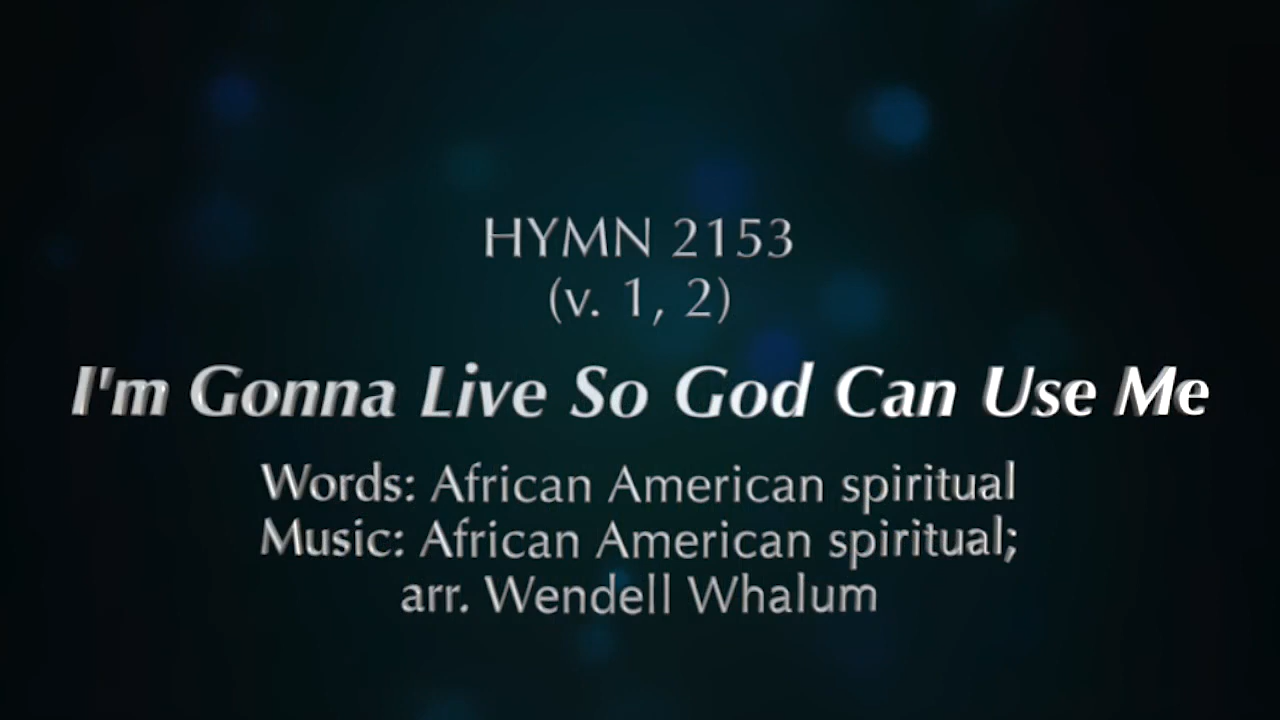 HYMN 2153
(v. 1, 2)
I'm Gonna Live So God Can Use Me
Words: African American spiritual
Music: African American spiritual;
arr. Wendell Whalum